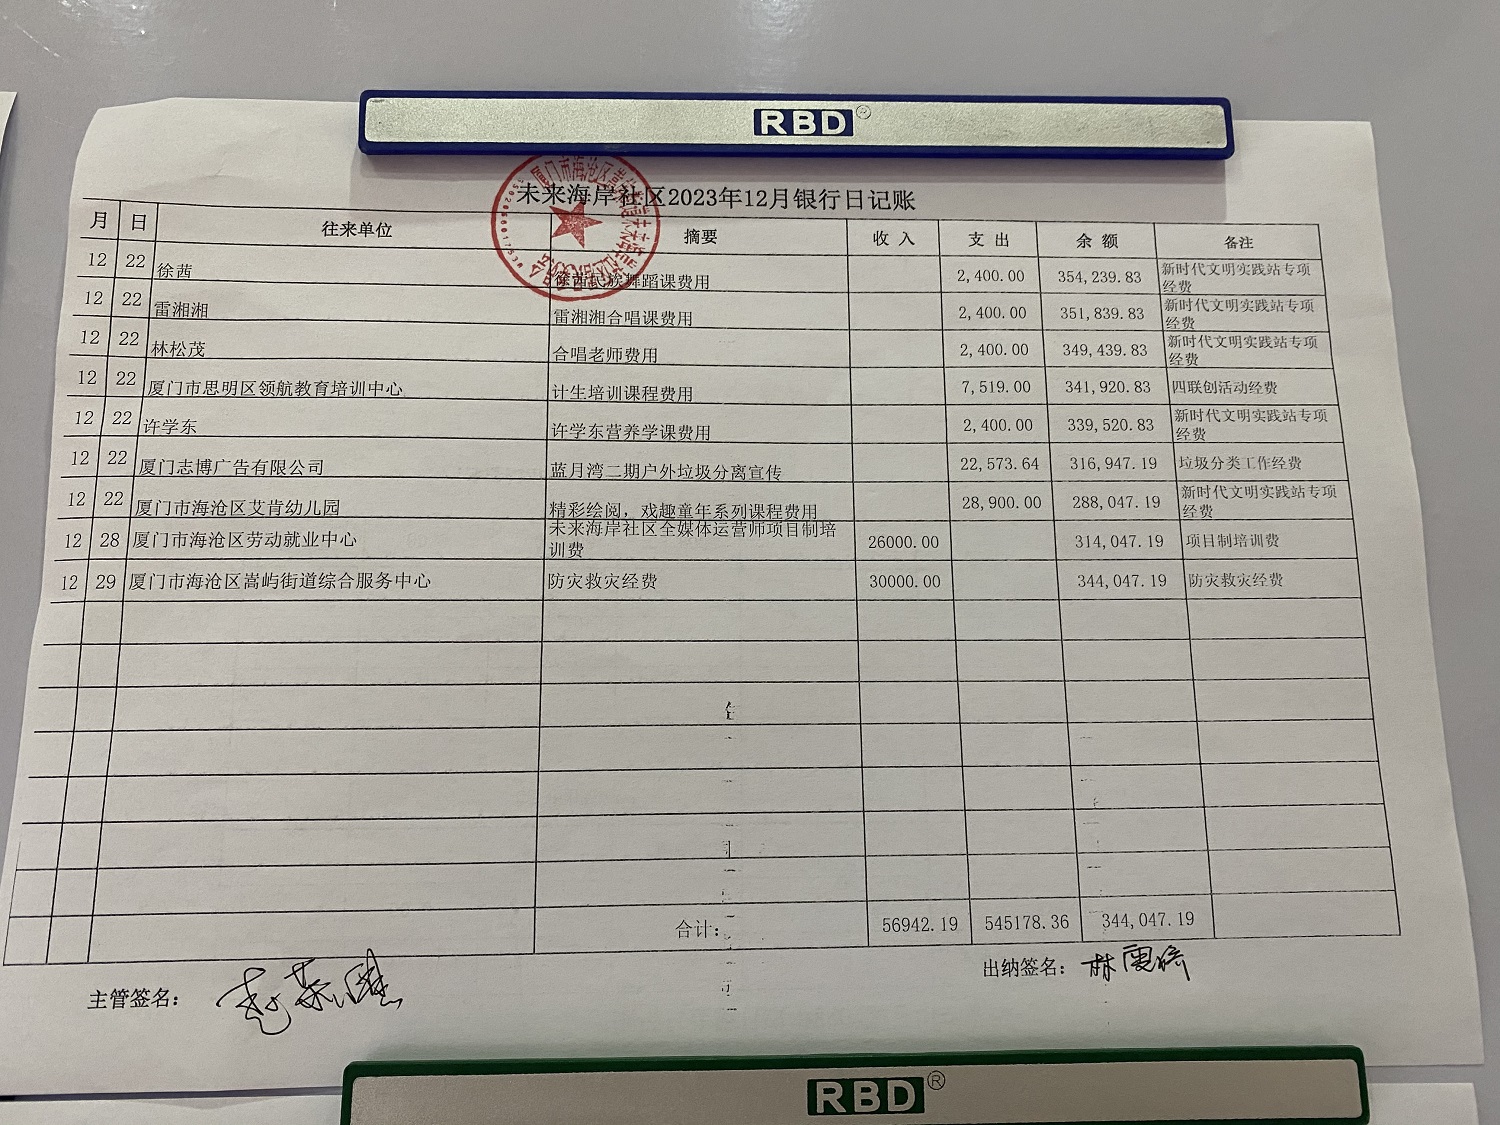 RBD®
未来海岸社区2023年12月银行日记账
月 日 往来单位 摘要 收 入 支 出 余 额 备注
12 22 徐茜 徐茜民族舞蹈课费用 2,400.00 354,239.83 新时代文明实践站专项
经费
12 22 雷湘湘 雷湘湘合唱课费用 2,400.00 351,839.83 新时代文明实践站专项
经费
12 22 林松茂 合唱老师费用 2,400.00 349,439.83 新时代文明实践站专项
经费
12 22 厦门市思明区领航教育培训中心 计生培训课程费用 7,519.00 341,920.83 四联创活动经费
12 22 许学东 许学东营养学课费用 2,400.00 339,520.83 新时代文明实践站专项
经费
12 22 厦门志博广告有限公司 蓝月湾二期户外垃圾分离宣传 22,573.64 316,947.19 垃圾分类工作经费
12 22 厦门市海沧区艾肯幼儿园 精彩绘阅，戏趣童年系列课程费用 28,900.00 288,047.19 新时代文明实践站专项
经费
12 28 厦门市海沧区劳动就业中心 未来海岸社区全媒体运营师项目制培
训费 26000.00 314,047.19 项目制培训费
12 29 厦门市海沧区嵩屿街道综合服务中心 防灾救灾经费 30000.00 344,047.19 防灾救灾经费
合计： 56942.19 545178.36 344,047.19
主管签名：
出纳签名：
RBD®